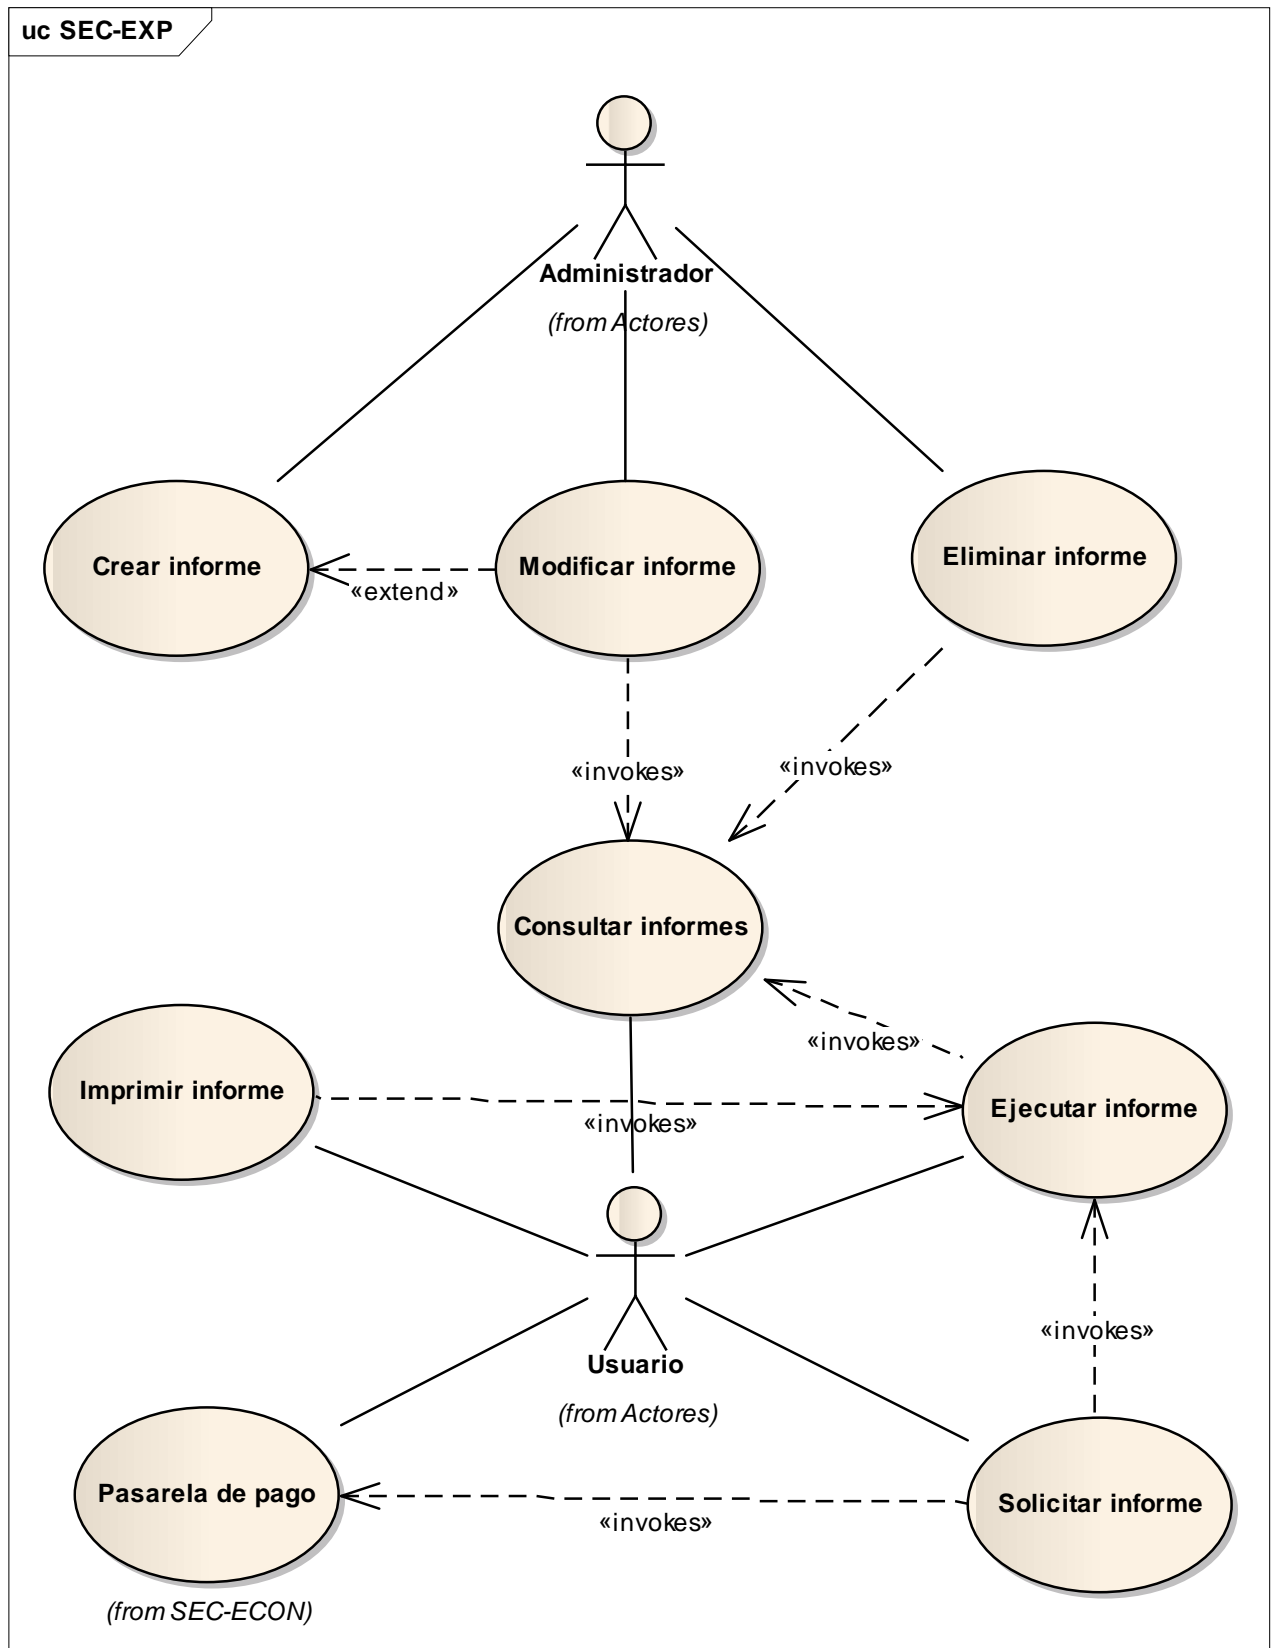 uc SEC-EXP
Administrador
(from Actores)
Crear informe
Modificar informe
Eliminar informe
«extend»
«invokes»
«invokes»
Consultar informes
«invokes»
Imprimir informe
Ejecutar informe
«invokes»
«invokes»
Usuario
(from Actores)
Pasarela de pago
Solicitar informe
«invokes»
(from SEC-ECON)